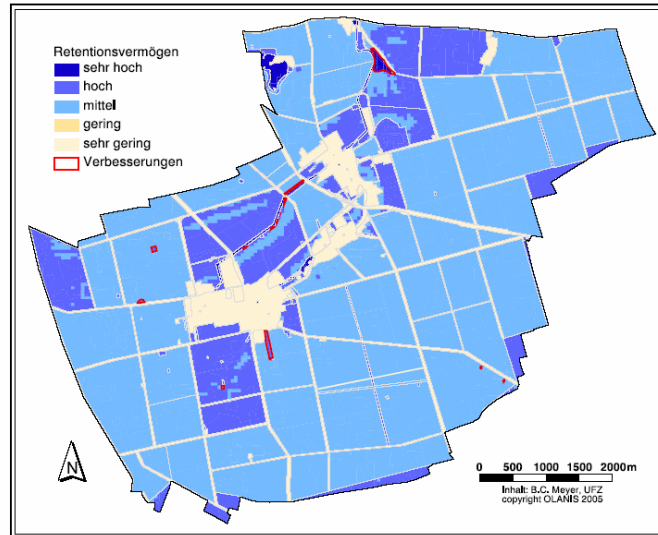 Retentionsvermögen
sehr hoch
hoch
mittel
gering
sehr gering
Verbesserungen
N
0 500 1000 1500 2000m
Inhalt: B.C. Meyer, UFZ
copyright OLANIS 2005